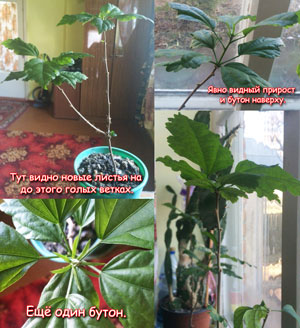 Тут видно новые листья на
до этого голых ветках.
Явно видный прирост
и бутон наверху.
Ещё один бутон.